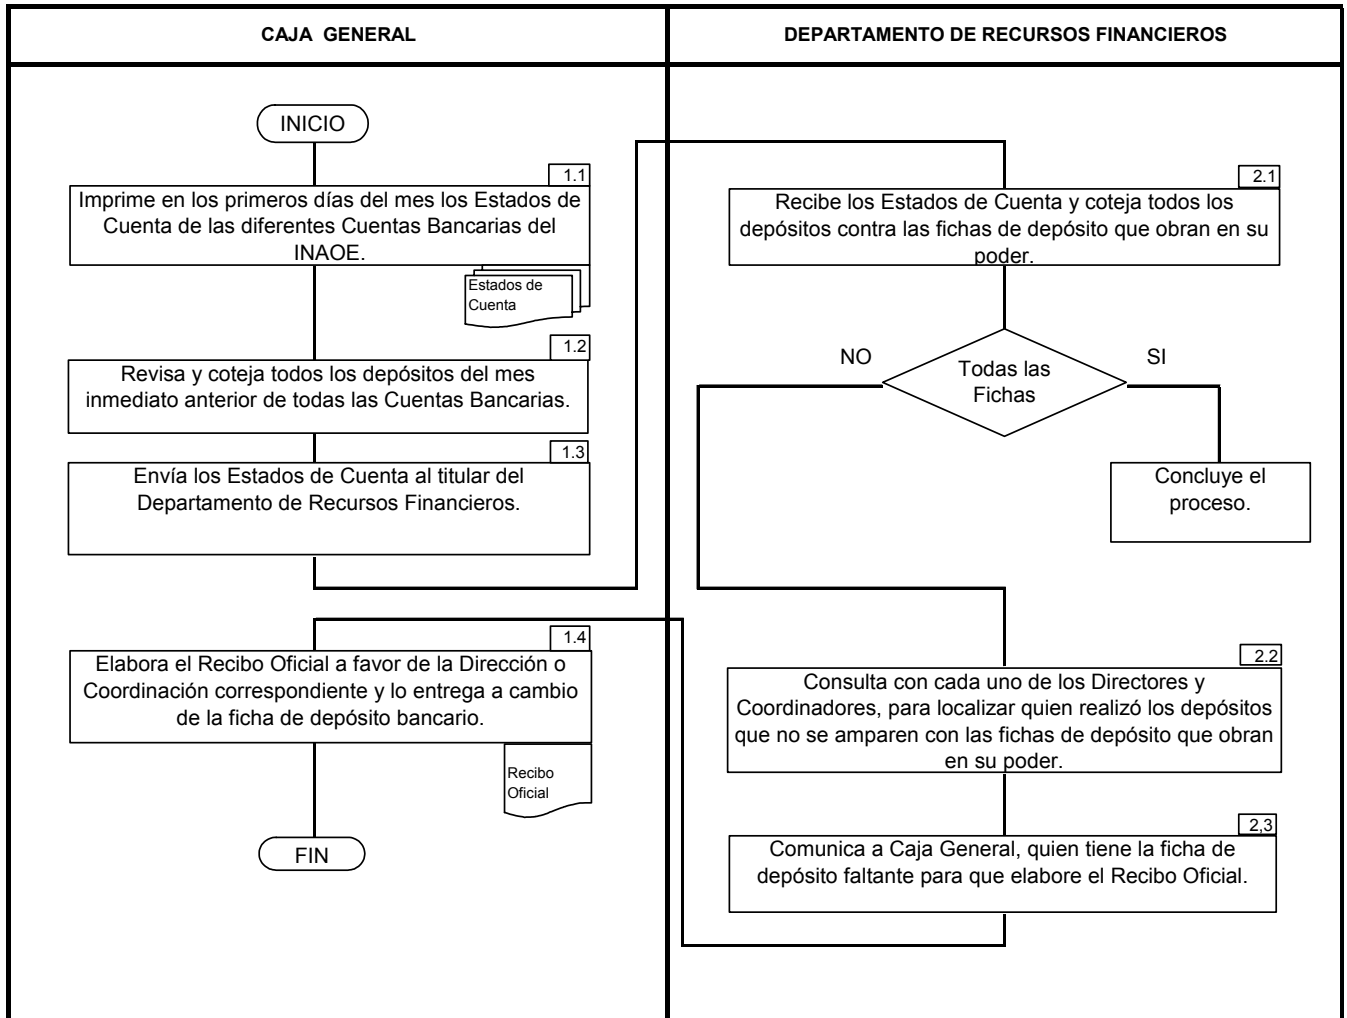 CAJA GENERAL
DEPARTAMENTO DE RECURSOS FINANCIEROS
INICIO
1.1
Imprime en los primeros días del mes los Estados de
Cuenta de las diferentes Cuentas Bancarias del
INAOE.
Estados de
Cuenta
1.2
Revisa y coteja todos los depósitos del mes
inmediato anterior de todas las Cuentas Bancarias.
1.3
Envía los Estados de Cuenta al titular del
Departamento de Recursos Financieros.
2.1
Recibe los Estados de Cuenta y coteja todos los
depósitos contra las fichas de depósito que obran en su
poder.
NO
Todas las
Fichas
SI
Concluye el
proceso.
2.2
Consulta con cada uno de los Directores y
Coordinadores, para localizar quien realizó los depósitos
que no se amparen con las fichas de depósito que obran
en su poder.
2,3
Comunica a Caja General, quien tiene la ficha de
depósito faltante para que elabore el Recibo Oficial.
1.4
Elabora el Recibo Oficial a favor de la Dirección o
Coordinación correspondiente y lo entrega a cambio
de la ficha de depósito bancario.
Recibo
Oficial
FIN